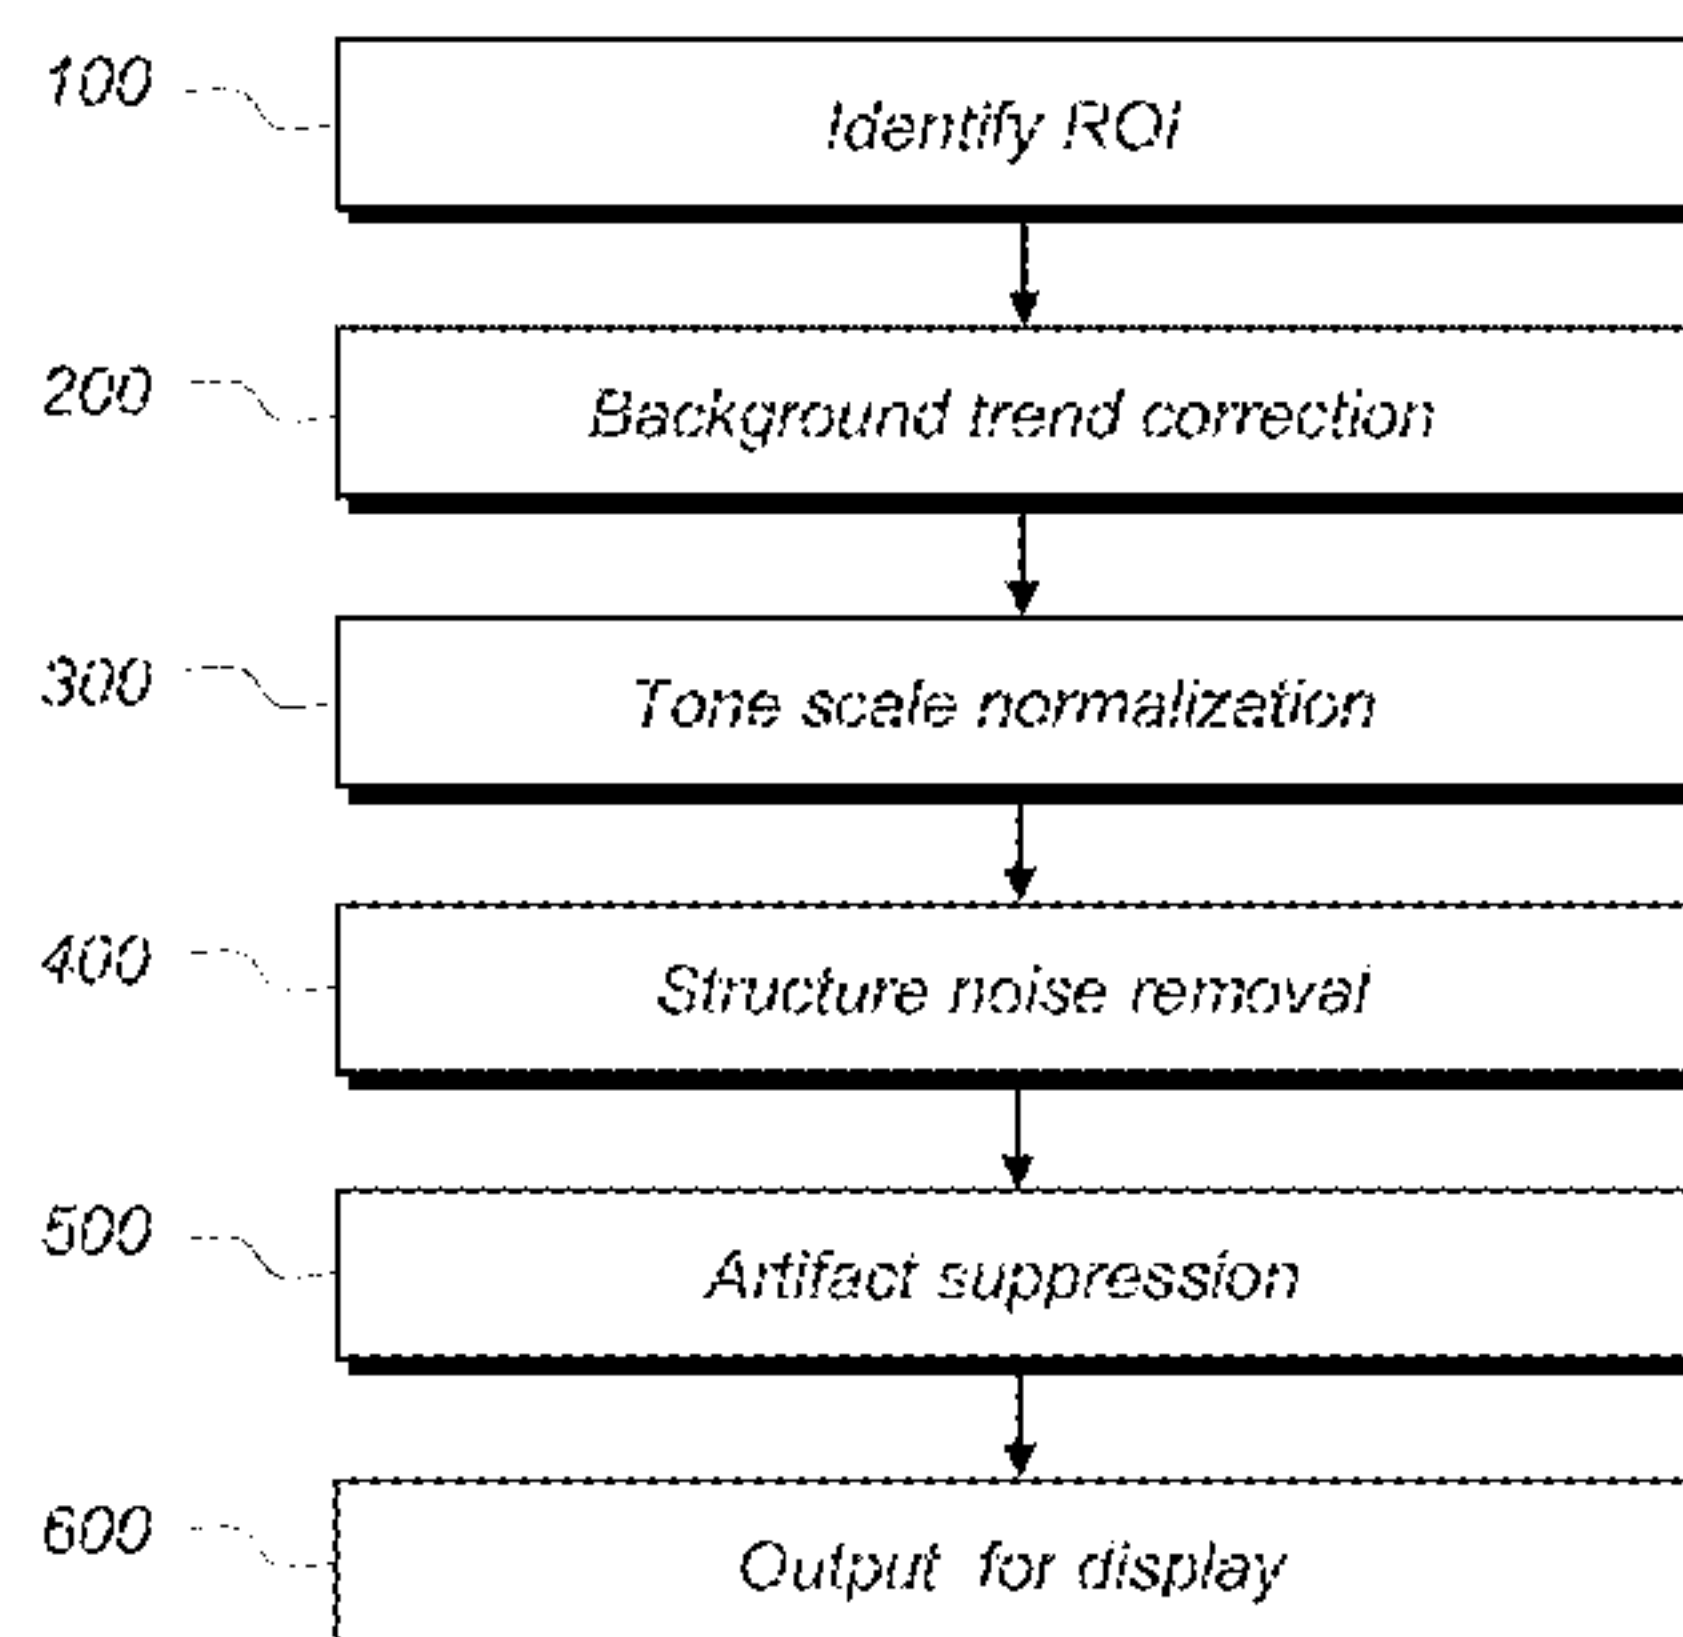 100
Identify ROI
200
Background trend correction
300
Tone scale normalization
400
Structure noise removal
500
Artifact suppression
600
Output for display